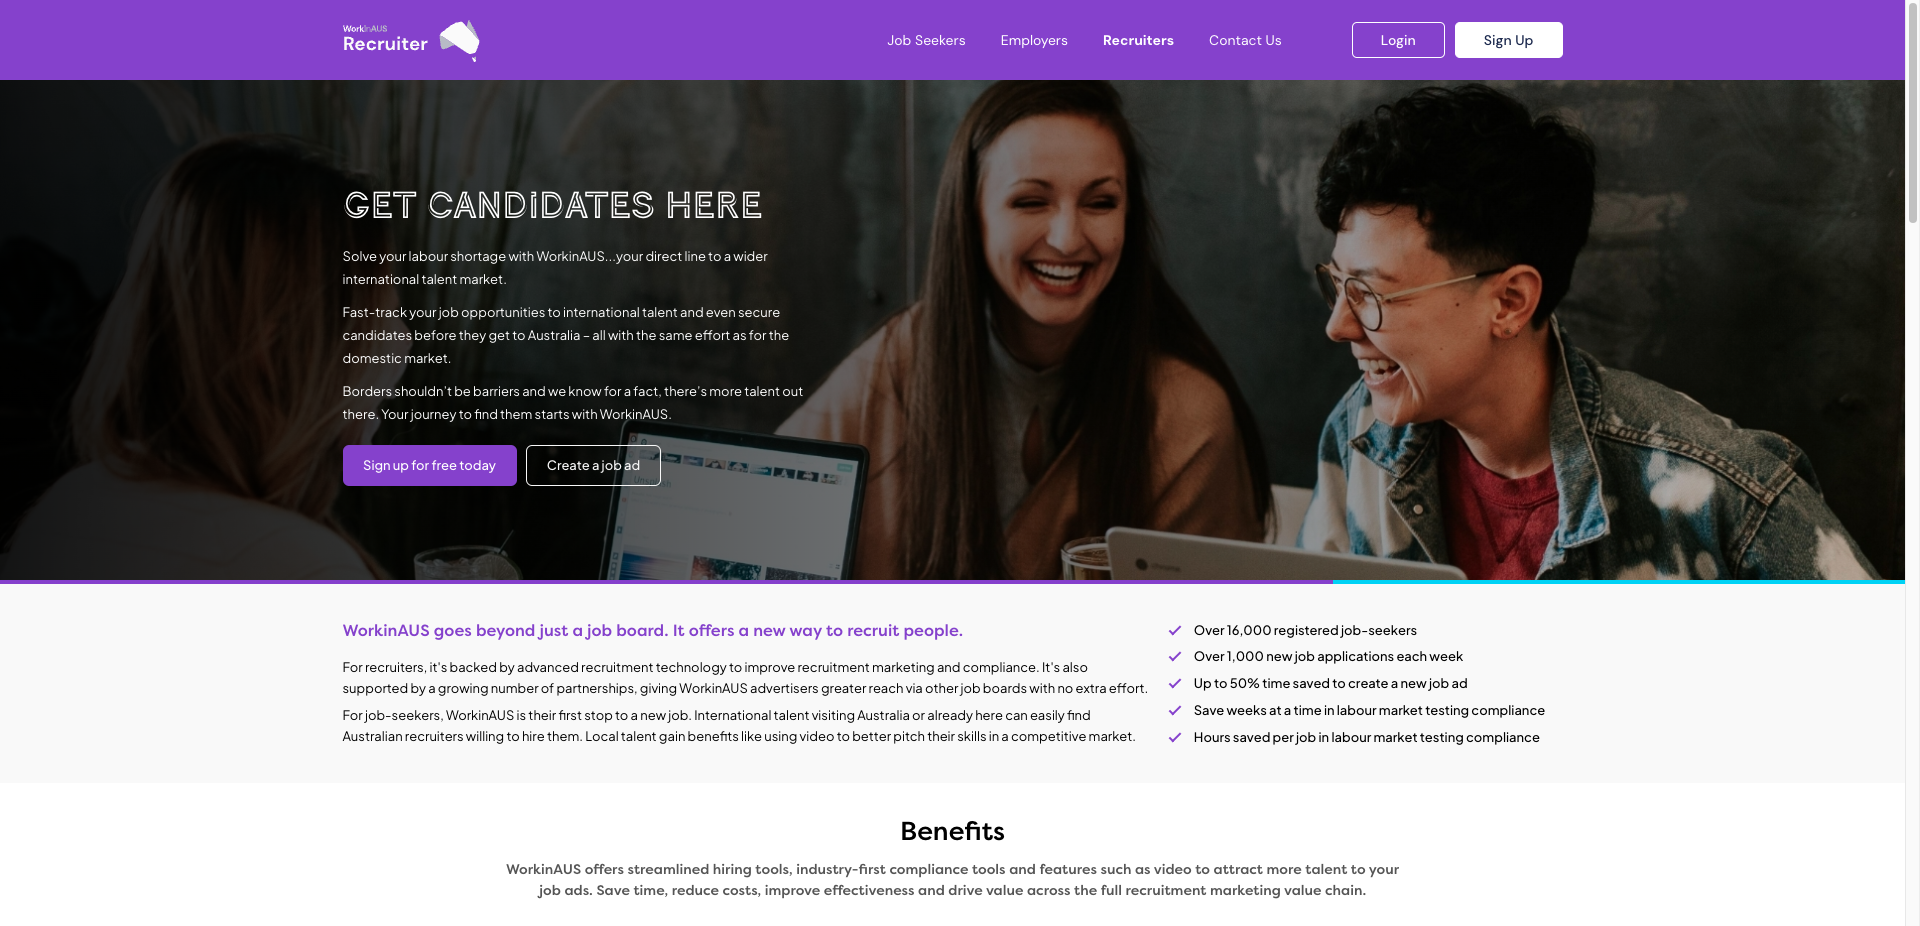 WorkinAUS
Recruiter
Job Seekers
Employers
Recruiters
Contact Us
Login
Sign Up
GET CANDiDATES HERE
Solve your labour shortage with WorkinAUS...your direct line to a wider
international talent market.
Fast-track your job opportunities to international talent and even secure
candidates before they get to Australia – all with the same effort as for the
domestic market.
Borders shouldn't be barriers and we know for a fact, there's more talent out
there. Your journey to find them starts with WorkinAUS.
Sign up for free today
Create a job ad
WorkinAUS goes beyond just a job board. It offers a new way to recruit people.
For recruiters, it's backed by advanced recruitment technology to improve recruitment marketing and compliance. It's also
supported by a growing number of partnerships, giving WorkinAUS advertisers greater reach via other job boards with no extra effort.
For job-seekers, WorkinAUS is their first stop to a new job. International talent visiting Australia or already here can easily find
Australian recruiters willing to hire them. Local talent gain benefits like using video to better pitch their skills in a competitive market.
Over 16,000 registered job-seekers
Over 1,000 new job applications each week
Up to 50% time saved to create a new job ad
Save weeks at a time in labour market testing compliance
Hours saved per job in labour market testing compliance
Benefits
WorkinAUS offers streamlined hiring tools, industry-first compliance tools and features such as video to attract more talent to your
job ads. Save time, reduce costs, improve effectiveness and drive value across the full recruitment marketing value chain.